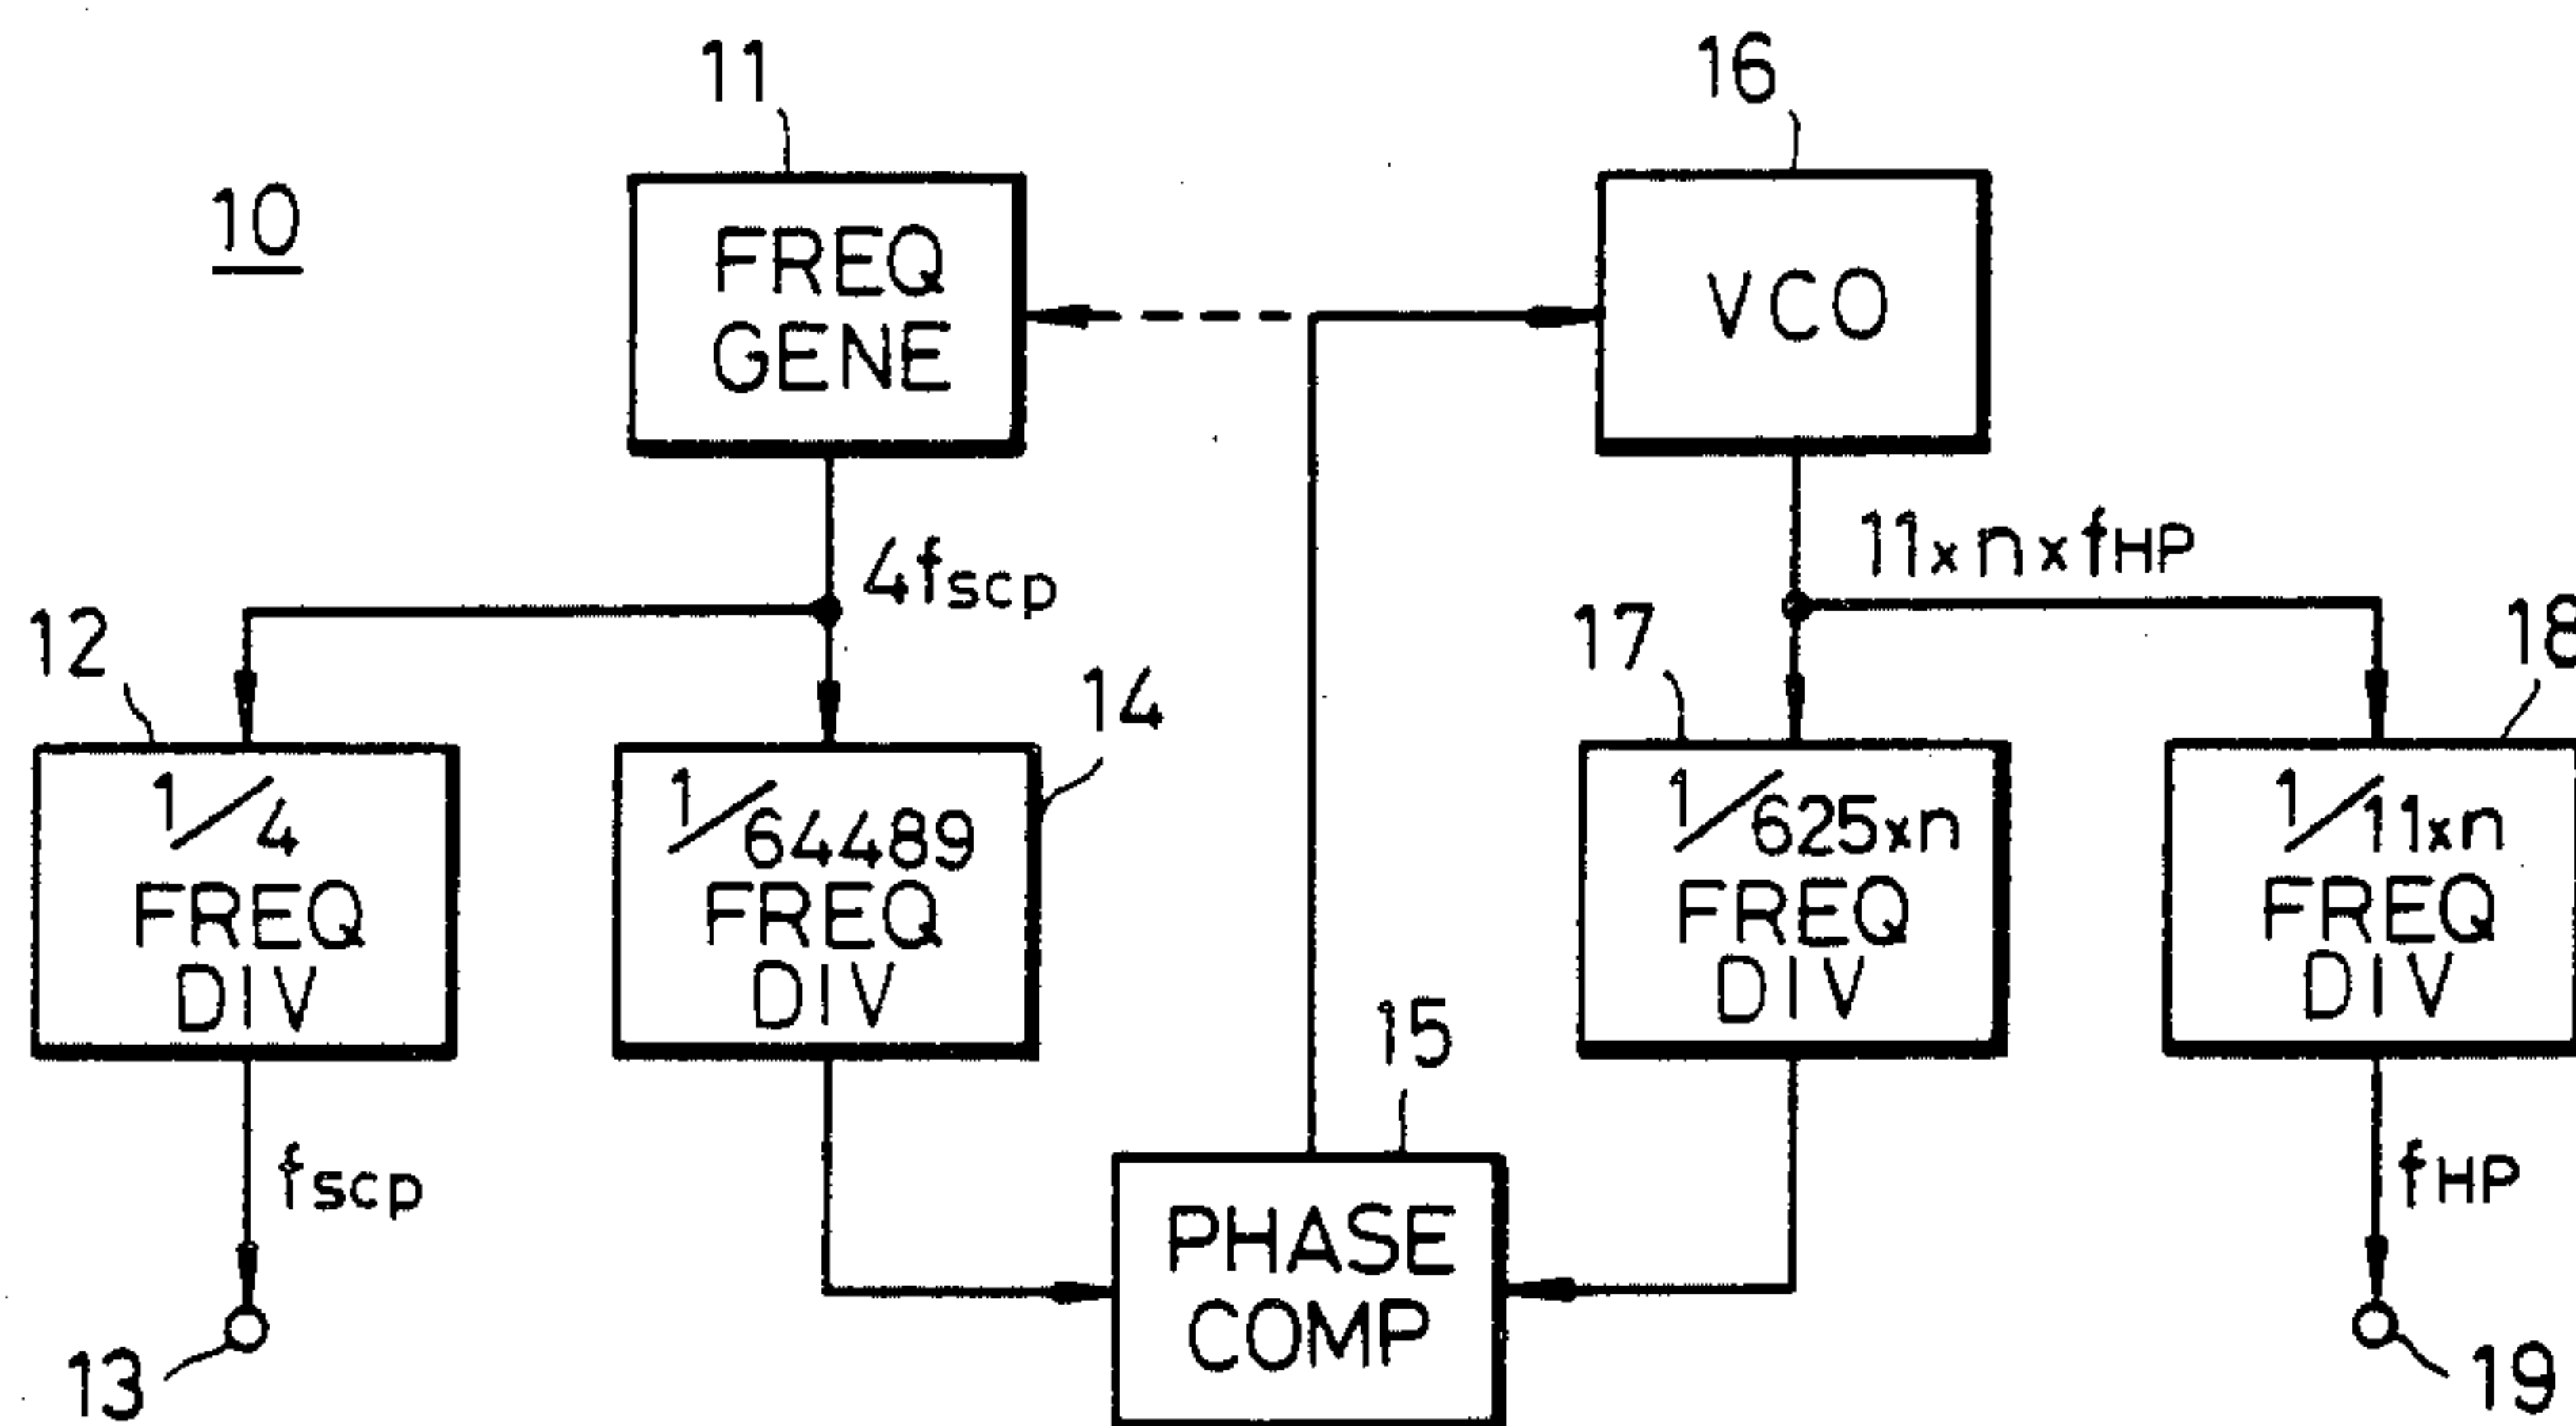 10
11
FREQ
GENE
4fscp
16
VCO
11xnxfHP
12
1/4
FREQ
DIV
fscp
13
14
1/64489
FREQ
DIV
15
PHASE
COMP
17
1/625xn
FREQ
DIV
18
1/11xn
FREQ
DIV
fHP
19